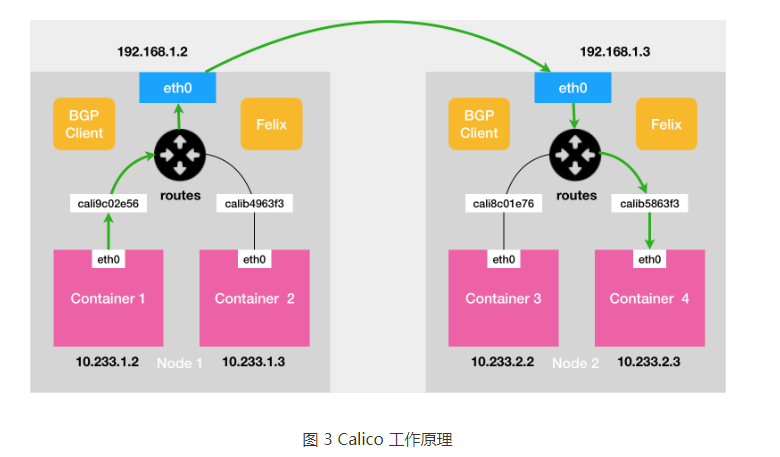 192.168.1.2
192.168.1.3
eth0
eth0
BGP
Client
Felix
BGP
Client
Felix
routes
routes
cali9c02e56
calib4963f3
cali8c01e76
calib5863f3
eth0
eth0
eth0
eth0
Container 1
Container 2
Container 3
Container 4
10.233.1.2
Node 1
10.233.1.3
10.233.2.2
Node 2
10.233.2.3
图 3 Calico 工作原理